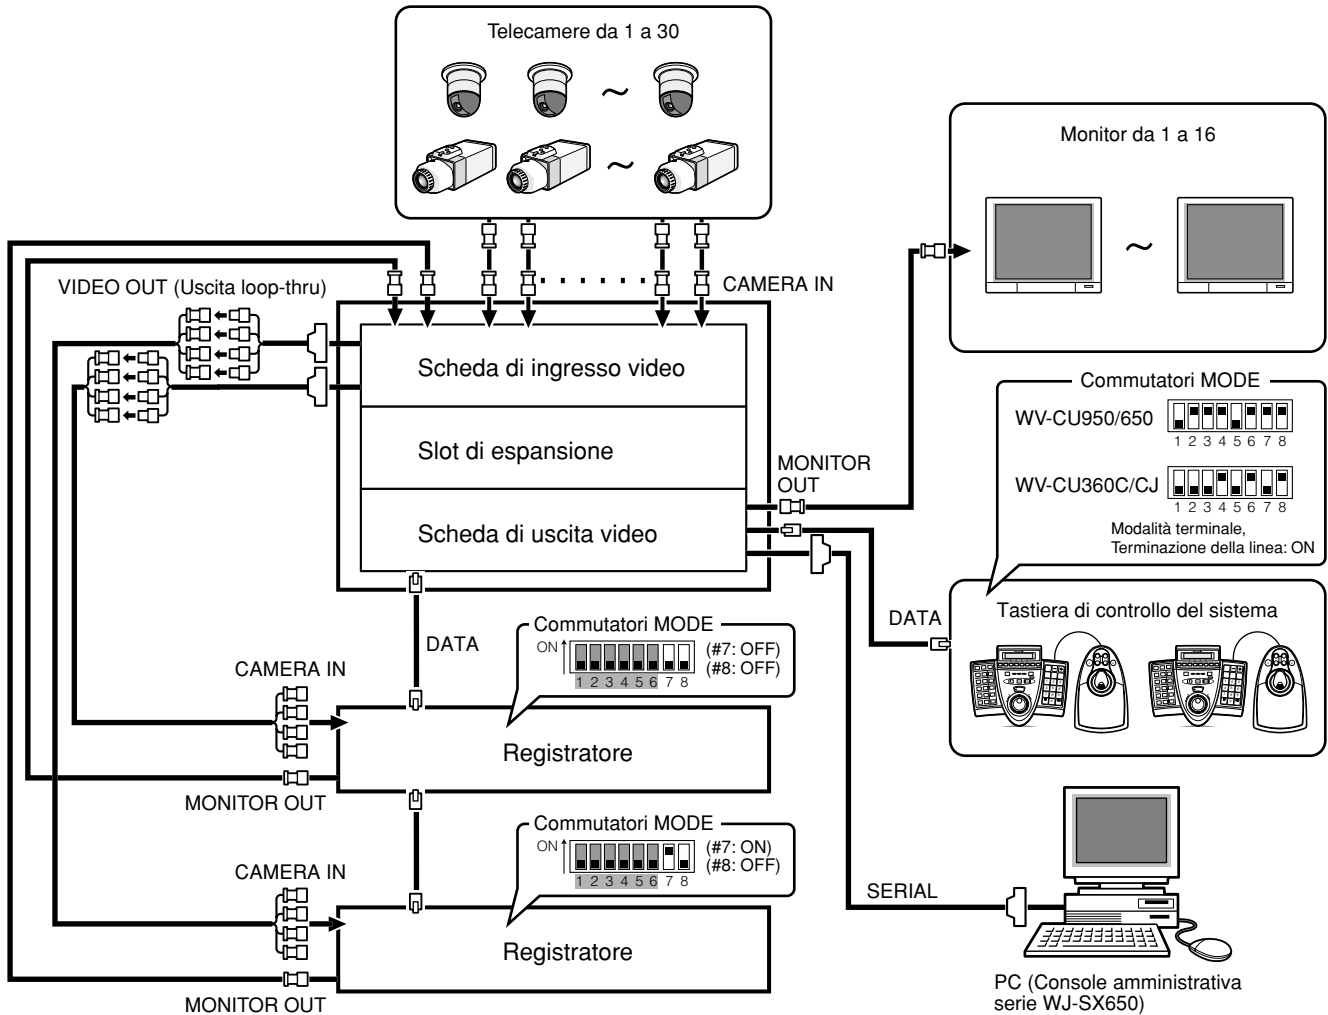 Telecamere da 1 a 30
Monitor da 1 a 16
VIDEO OUT (Uscita loop-thru)
CAMERA IN
Scheda di ingresso video
Slot di espansione
Scheda di uscita video
MONITOR
OUT
Commutatori MODE
WV-CU950/650
1 2 3 4 5 6 7 8
WV-CU360C/CJ
1 2 3 4 5 6 7 8
Modalità terminale,
Terminazione della linea: ON
DATA
Tastiera di controllo del sistema
DATA
Commutatori MODE
ON
(#7: OFF)
(#8: OFF)
1 2 3 4 5 6 7 8
CAMERA IN
Registratore
MONITOR OUT
Commutatori MODE
ON
(#7: ON)
(#8: OFF)
1 2 3 4 5 6 7 8
CAMERA IN
Registratore
MONITOR OUT
SERIAL
PC (Console amministrativa
serie WJ-SX650)